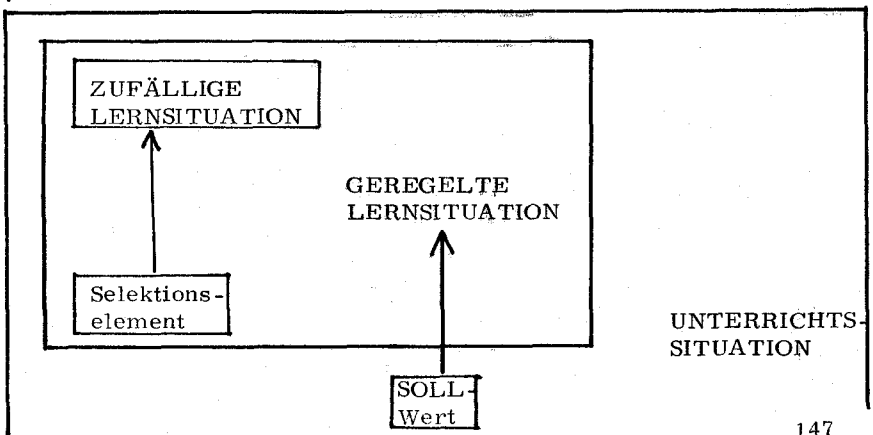 ZUFÄLLIGE
LERNSITUATION
GEREGELTE
LERNSITUATION
Selektions-
element
UNTERRICHTS-
SITUATION
SOLL-
Wert
147